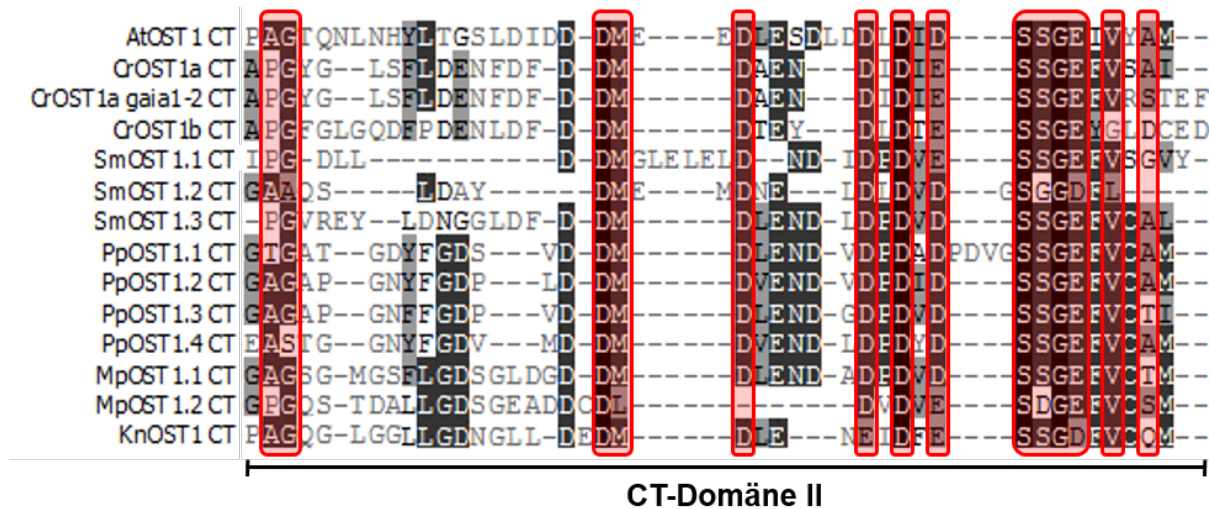 AtOST1 CT PAGTQNLNHYLTGSLDIDD-DME----EDLESDLDDLDID----SSGEIVYAM--
CrOST1a CT APGYG--LSFLDENFDF-D-DM------DAEN---DIDIE----SSGEFVSAI--
CrOST1a gaia1-2 CT APGYG--LSFLDENFDF-D-DM------DAEN---DIDIE----SSGEFVRSTEF
CrOST1b CT APGFGLGQDFPDENLDF-D-DM------DTEY---DLDTE----SSGEYGLDCED
SmOST1.1 CT IPG-DLL-----------D-DMGLELELD--ND-IDPDVE----SSGEFVSGVY-
SmOST1.2 CT GAAQS-----LDAY------DME----MDNE---LDLDVD---GSGGDFL-----
SmOST1.3 CT PGVREY--LDNGGLDF-D-DM------DLEND-LDPDVD----SSGEFVCAL--
PpOST1.1 CT GTGAT--GDYFGDS---VD-DM------DLEND-VDPDADPDVGSSGEFVCAM--
PpOST1.2 CT GAGAP--GNYFGDP---LD-DM------DVEND-VDPDID----SSGEFVCAM--
PpOST1.3 CT GAGAP--GNFFGDP---VD-DM------DLEND-GDPDVD----SSGEFVCTI--
PpOST1.4 CT EASTG--GNYFGDV---MD-DM------DVEND-LDPDYD----SSGEFVCAM--
MpOST1.1 CT GAGSG-MGSFLGDSGLDGD-DM------DLEND-ADPDVD----SSGEFVCTM--
MpOST1.2 CT GPGQS-TDALLGDSGEADDCDL-------------DVDVE----SDGEFVCSM--
KnOST1 CT PAGQG-LGGLLGDNGLL-DEDM------DLE---NEIDFE----SSGDFVCQM--
CT-Domäne II